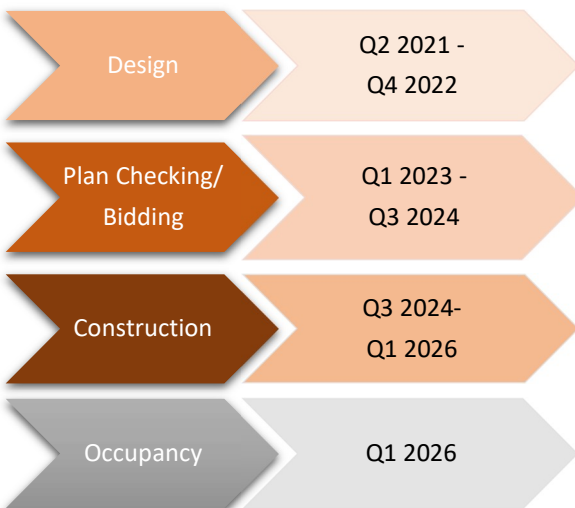 Design
Q2 2021 -
Q4 2022
Plan Checking/
Bidding
Q1 2023 -
Q3 2024
Construction
Q3 2024-
Q1 2026
Occupancy
Q1 2026